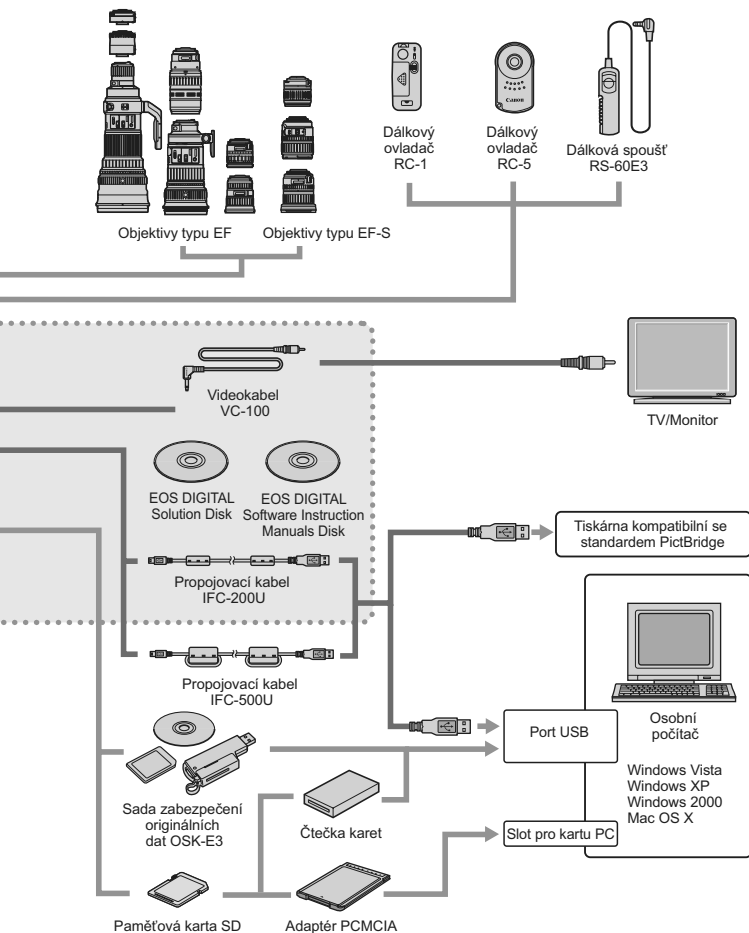 Canon
Dálkový
ovladač
RC-1
Dálkový
ovladač
RC-5
Dálková spoušť
RS-60E3
Objektivy typu EF
Objektivy typu EF-S
Videokabel
VC-100
TV/Monitor
EOS DIGITAL
Solution Disk
EOS DIGITAL
Software Instruction
Manuals Disk
Tiskárna kompatibilní se
standardem PictBridge
Propojovací kabel
IFC-200U
Propojovací kabel
IFC-500U
Port USB
Osobní
počítač
Windows Vista
Windows XP
Windows 2000
Mac OS X
Sada zabezpečení
originálních
dat OSK-E3
Čtečka karet
Slot pro kartu PC
Paměťová karta SD
Adaptér PCMCIA